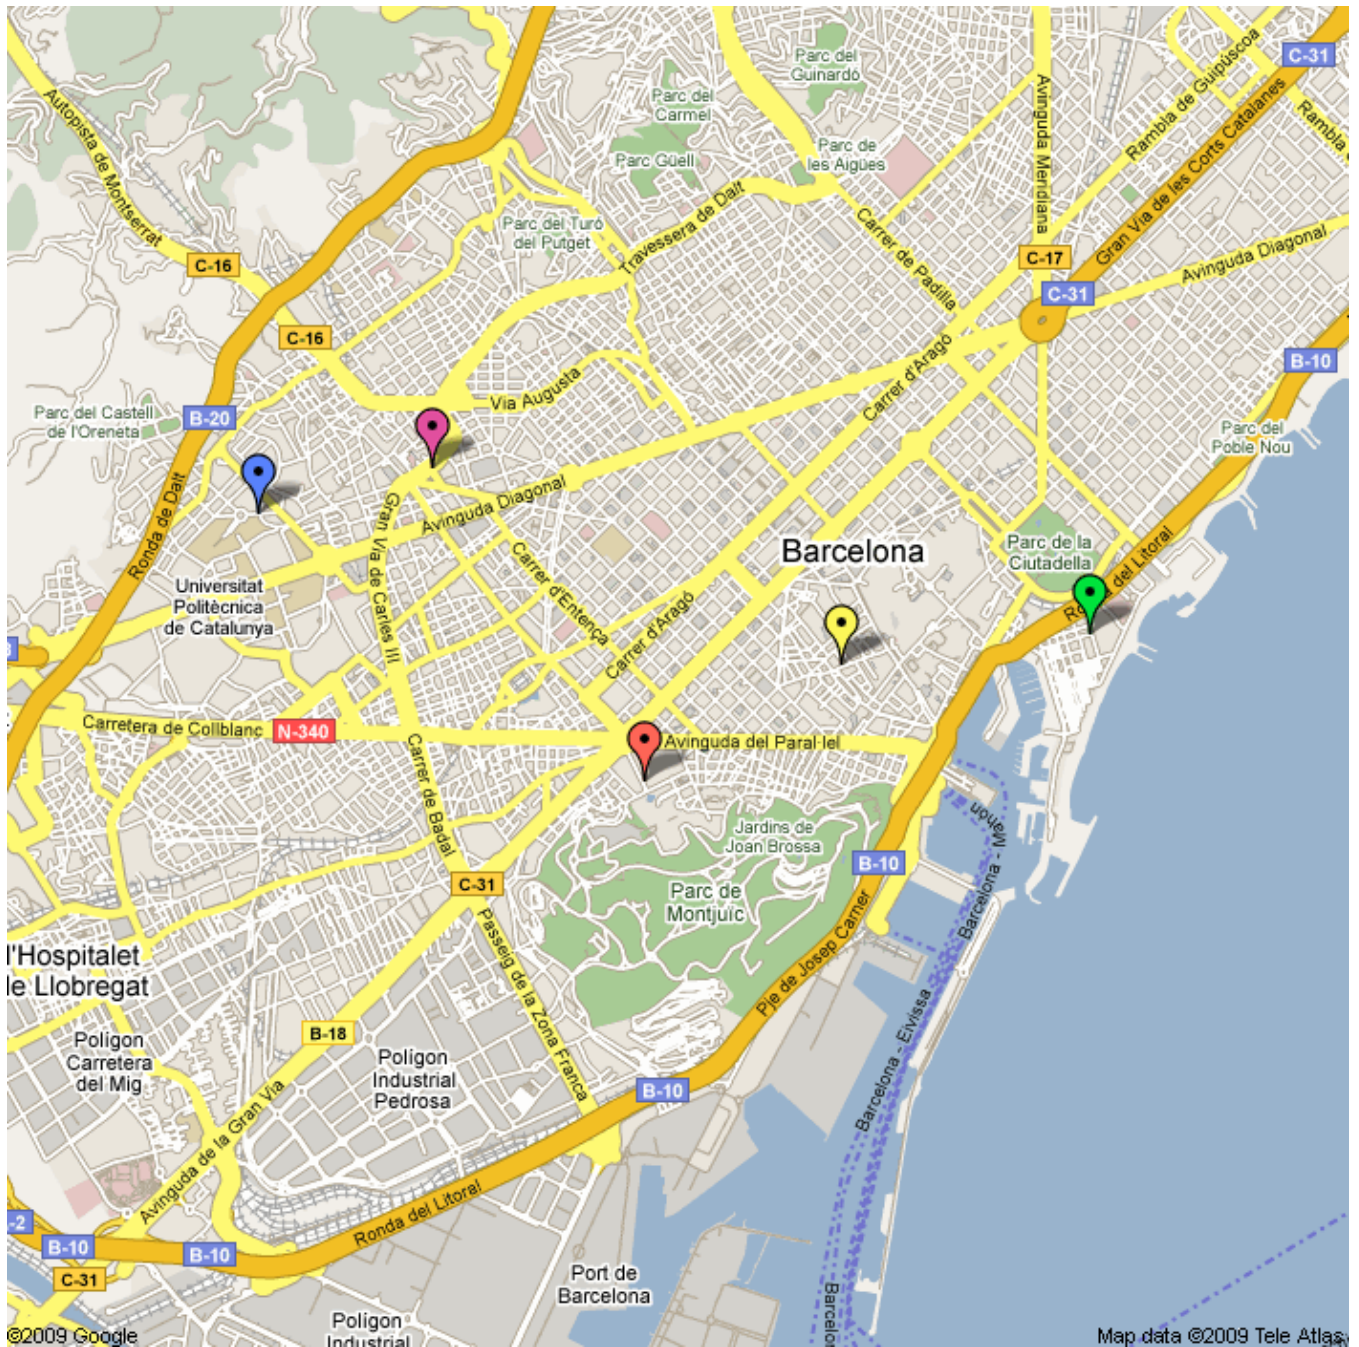 C-31
Parc del
Guinardó
Rambla de Guipúscoa
Autopista de Montserrat
Parc del
Carmel
Avinguda Meridiana
Rambla
Parc Güell
Parc de
les Aigües
Gran Via de les Corts Catalanes
Parc del Turó
del Putget
Travessera de Dalt
Carrer de Padilla
C-16
C-17
Avinguda Diagonal
C-31
C-16
B-10
Carrer d'Aragó
Via Augusta
Parc del Castell
de l'Oreneta
B-20
Parc del
Poble Nou
Ronda de Dalt
Gran Via de Carles III
Avinguda Diagonal
Barcelona
Parc de la
Ciutadella
Carrer d'Entença
Ronda del Litoral
Universitat
Politècnica
de Catalunya
Carrer d'Aragó
Carretera de Collblanc
N-340
Avinguda del Paral·lel
Carrer de Badal
Jardins de
Joan Brossa
Barcelona - Mahon
B-10
C-31
Parc de
Montjuïc
Passeig de la Zona Franca
Pje de Josep Carner
l'Hospitalet
de Llobregat
Barcelona - Eivissa
B-18
Polígon
Carretera
del Mig
Polígon
Industrial
Pedrosa
B-10
Avinguda de la Gran Via
Ronda del Litoral
-2
B-10
B-10
C-31
Port de
Barcelona
Polígon
Industrial
©2009 Google
Map data ©2009 Tele Atlas